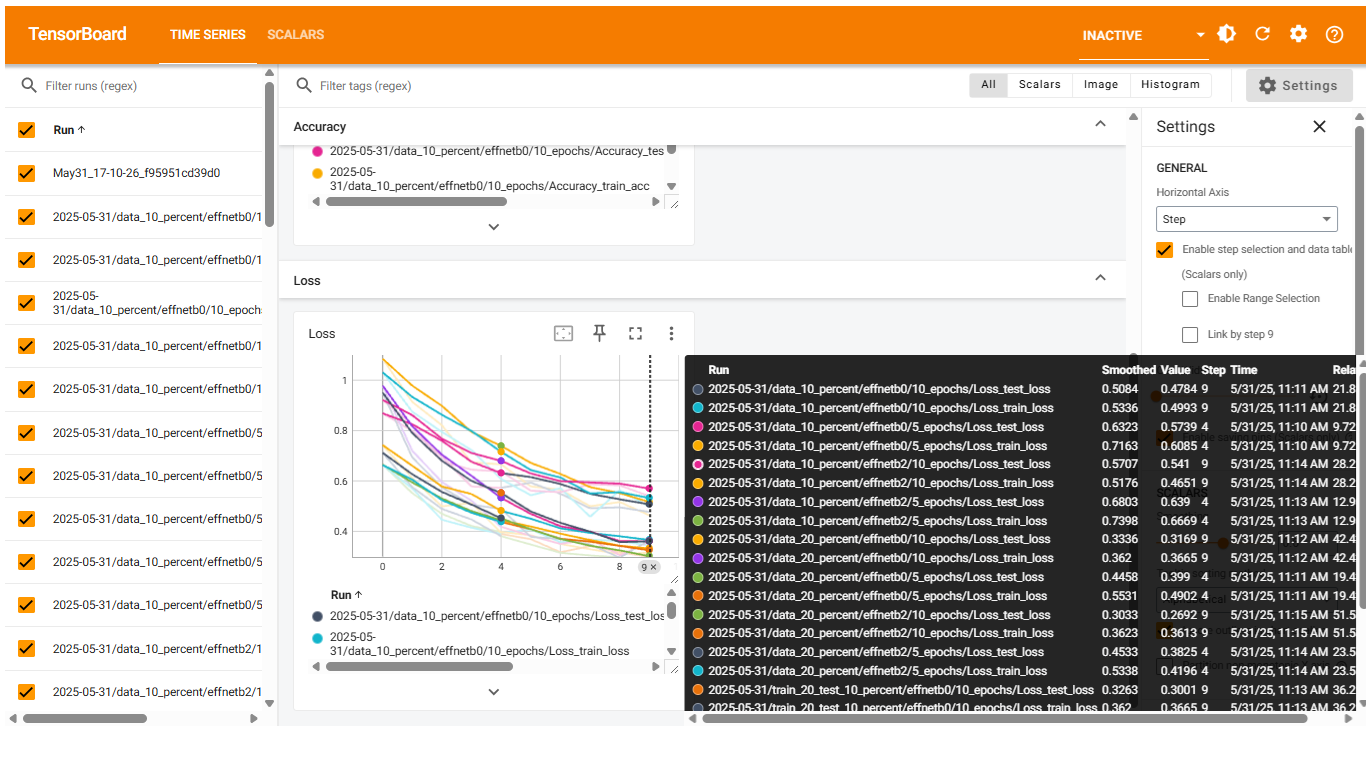 TensorBoard
TIME SERIES
SCALARS
INACTIVE
Filter runs (regex)
Run ↑
May31_17-10-26_f95951cd39d0
2025-05-31/data_10_percent/effnetb0/1
2025-05-31/data_10_percent/effnetb0/1
2025-05-
31/data_10_percent/effnetb0/10_epochs
2025-05-31/data_10_percent/effnetb0/1
2025-05-31/data_10_percent/effnetb0/1
2025-05-31/data_10_percent/effnetb0/5
2025-05-31/data_10_percent/effnetb0/5
2025-05-31/data_10_percent/effnetb0/5
2025-05-31/data_10_percent/effnetb0/5
2025-05-31/data_10_percent/effnetb0/5
2025-05-31/data_10_percent/effnetb2/1
2025-05-31/data_10_percent/effnetb2/1
Filter tags (regex)
All
Scalars
Image
Histogram
Settings
Accuracy
2025-05-31/data_10_percent/effnetb0/10_epochs/Accuracy_tes
2025-05-
31/data_10_percent/effnetb0/10_epochs/Accuracy_train_acc
Loss
Loss
1
0.8
0.6
0.4
0 2 4 6 8 9 ×
Run ↑
2025-05-31/data_10_percent/effnetb0/10_epochs/Loss_test_los
2025-05-
31/data_10_percent/effnetb0/10_epochs/Loss_train_loss
Settings
GENERAL
Horizontal Axis
Step
Enable step selection and data table
(Scalars only)
Enable Range Selection
Link by step 9
Run Smoothed Value Step Time Rela
2025-05-31/data_10_percent/effnetb0/10_epochs/Loss_test_loss 0.5084 0.4784 9 5/31/25, 11:11 AM 21.8
2025-05-31/data_10_percent/effnetb0/10_epochs/Loss_train_loss 0.5336 0.4993 9 5/31/25, 11:11 AM 21.8
2025-05-31/data_10_percent/effnetb0/5_epochs/Loss_test_loss 0.6323 0.5739 4 5/31/25, 11:10 AM 9.72
2025-05-31/data_10_percent/effnetb0/5_epochs/Loss_train_loss 0.7163 0.6385 4 5/31/25, 11:10 AM 9.72
2025-05-31/data_10_percent/effnetb2/10_epochs/Loss_test_loss 0.5707 0.541 9 5/31/25, 11:14 AM 28.2
2025-05-31/data_10_percent/effnetb2/10_epochs/Loss_train_loss 0.5176 0.4651 9 5/31/25, 11:14 AM 28.2
2025-05-31/data_10_percent/effnetb2/5_epochs/Loss_test_loss 0.6803 0.639 4 5/31/25, 11:13 AM 12.9
2025-05-31/data_10_percent/effnetb2/5_epochs/Loss_train_loss 0.7398 0.6669 4 5/31/25, 11:13 AM 12.9
2025-05-31/data_20_percent/effnetb0/10_epochs/Loss_test_loss 0.3336 0.3169 9 5/31/25, 11:12 AM 42.4
2025-05-31/data_20_percent/effnetb0/10_epochs/Loss_train_loss 0.362 0.3665 9 5/31/25, 11:12 AM 42.4
2025-05-31/data_20_percent/effnetb0/5_epochs/Loss_test_loss 0.4458 0.399 4 5/31/25, 11:11 AM 19.4
2025-05-31/data_20_percent/effnetb0/5_epochs/Loss_train_loss 0.5531 0.4902 4 5/31/25, 11:11 AM 19.4
2025-05-31/data_20_percent/effnetb2/10_epochs/Loss_test_loss 0.3033 0.2692 9 5/31/25, 11:15 AM 51.5
2025-05-31/data_20_percent/effnetb2/10_epochs/Loss_train_loss 0.3622 0.3613 9 5/31/25, 11:15 AM 51.5
2025-05-31/data_20_percent/effnetb2/5_epochs/Loss_test_loss 0.4533 0.3825 4 5/31/25, 11:14 AM 23.5
2025-05-31/data_20_percent/effnetb2/5_epochs/Loss_train_loss 0.5338 0.4196 4 5/31/25, 11:14 AM 23.5
2025-05-31/train_20_test_10_percent/effnetb0/10_epochs/Loss_test_loss 0.3263 0.3001 9 5/31/25, 11:13 AM 36.2
2025-05-31/train_20_test_10_percent/effnetb0/10_epochs/Loss_train_loss 0.362 0.3665 9 5/31/25, 11:13 AM 36.2